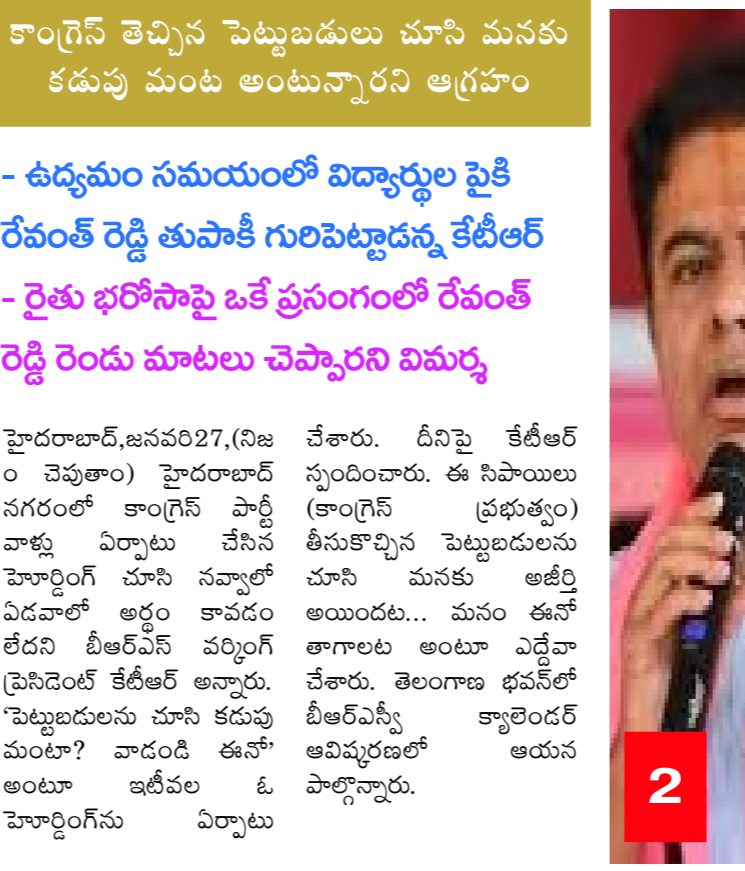 కాంగ్రెస్ తెచ్చిన పెట్టుబడులు చూసి మనకు
కడుపు మంట అంటున్నారని ఆగ్రహం
- ఉద్యమం సమయంలో విద్యార్థుల పైకి
రేవంత్ రెడ్డి తుపాకీ గురిపెట్టాడన్న కేటీఆర్
- రైతు భరోసాపై ఒకే ప్రసంగంలో రేవంత్
రెడ్డి రెండు మాటలు చెప్పారని విమర్శ
హైదరాబాద్,జనవరి27,(నిజ
ం చెపుతాం) హైదరాబాద్
నగరంలో కాంగ్రెస్ పార్టీ
వాళ్లు ఏర్పాటు చేసిన
హెూర్డింగ్ చూసి నవ్వాలో
ఏడవాలో అర్థం కావడం
లేదని బీఆర్ఎస్ వర్కింగ్
ప్రెసిడెంట్ కేటీఆర్ అన్నారు.
‘పెట్టుబడులను చూసి కడుపు
మంటా? వాడండి ఈనో’
అంటూ ఇటీవల ఓ
హెూర్డింగ్‌ను ఏర్పాటు
చేశారు. దీనిపై కేటీఆర్
స్పందించారు. ఈ సిపాయిలు
(కాంగ్రెస్ ప్రభుత్వం)
తీసుకొచ్చిన పెట్టుబడులను
చూసి మనకు అజీర్తి
అయిందట... మనం ఈనో
తాగాలట అంటూ ఎద్దేవా
చేశారు. తెలంగాణ భవన్‌లో
బీఆర్ఎస్వీ క్యాలెండర్
ఆవిష్కరణలో ఆయన
పాల్గొన్నారు.
2